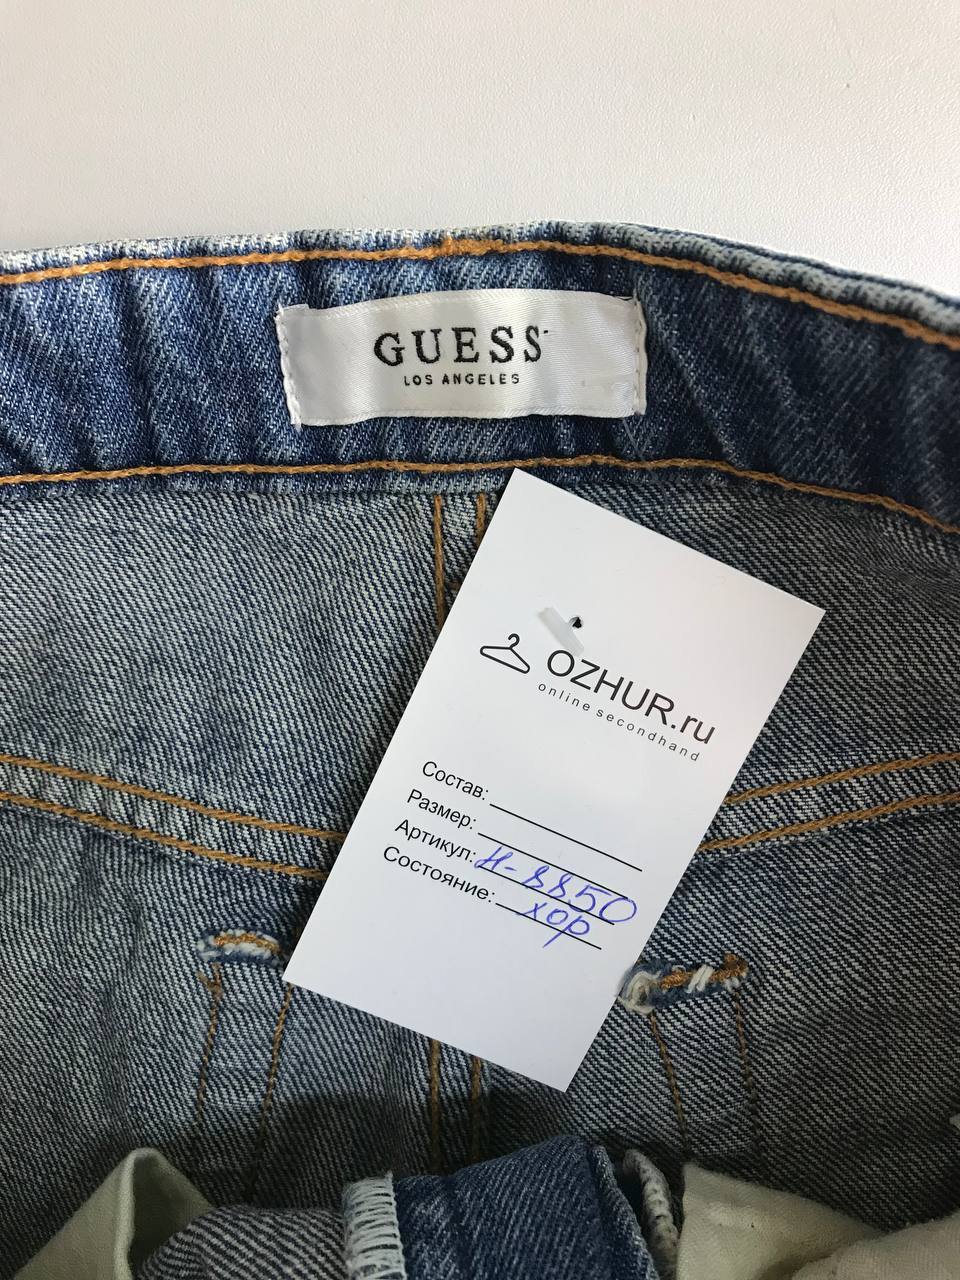 GUESS
LOS ANGELES
OZHUR.ru
online secondhand
Состав:
Размер:
Артикул: Н-8850
Состояние: хор